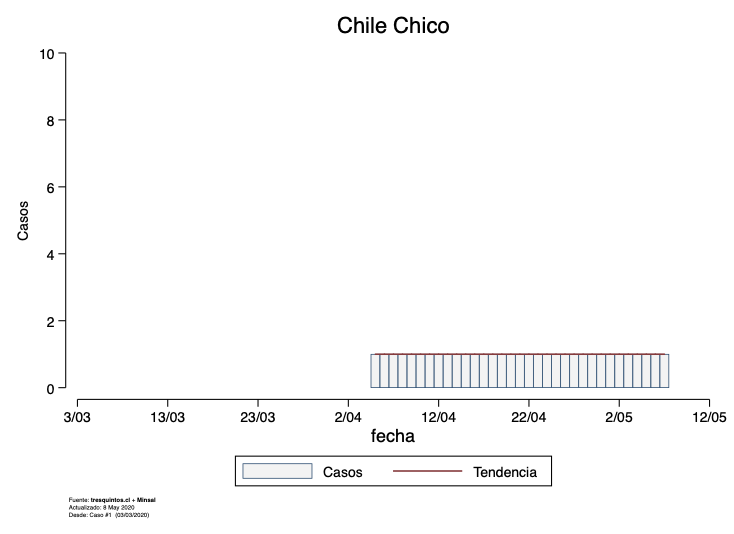 Chile Chico
10
8
6
4
2
0
Casos
3/03 13/03 23/03 2/04 12/04 22/04 2/05 12/05
fecha
Casos Tendencia
Fuente: tresquintos.cl + Minsal
Actualizado: 8 May 2020
Desde: Caso #1 (03/03/2020)